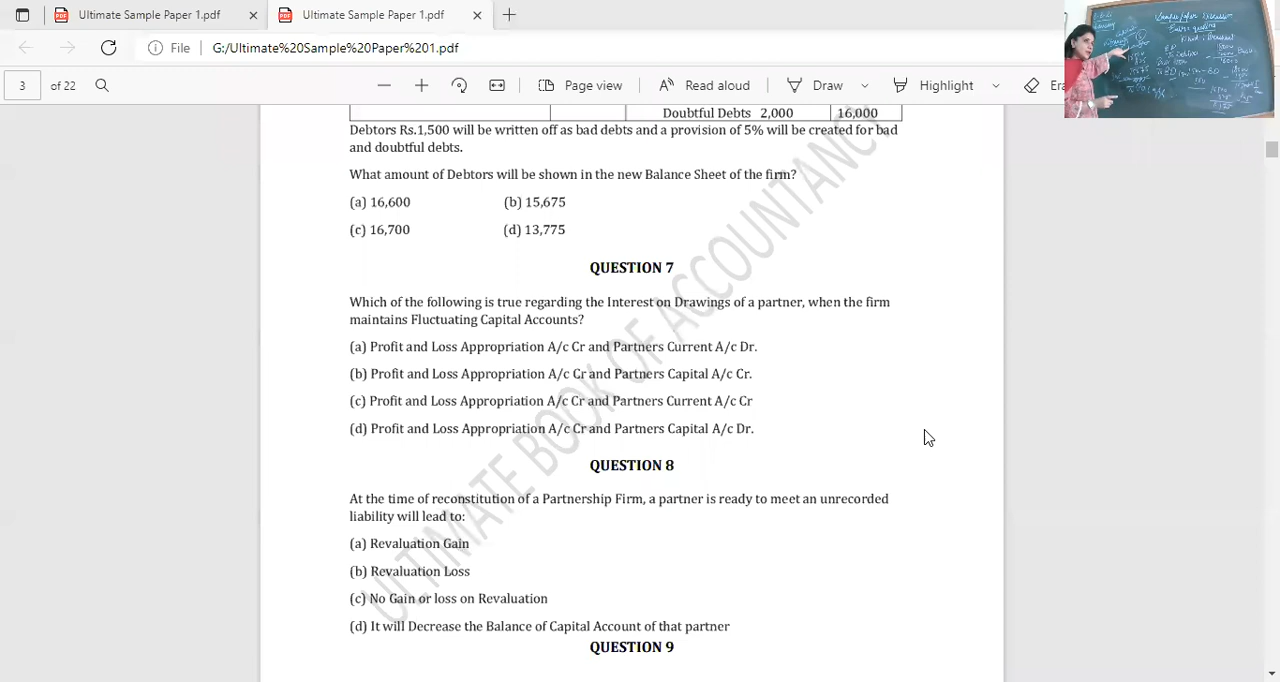 Ultimate Sample Paper 1.pdf
Ultimate Sample Paper 1.pdf
File
G:/Ultimate%20Sample%20Paper%201.pdf
3 of 22
Page view
Read aloud
Draw
Highlight
Doubtful Debts 2,000 16,000
Debtors Rs.1,500 will be written off as bad debts and a provision of 5% will be created for bad
and doubtful debts.
What amount of Debtors will be shown in the new Balance Sheet of the firm?
(a) 16,600 (b) 15,675
(c) 16,700 (d) 13,775
QUESTION 7
Which of the following is true regarding the Interest on Drawings of a partner, when the firm
maintains Fluctuating Capital Accounts?
(a) Profit and Loss Appropriation A/c Cr and Partners Current A/c Dr.
(b) Profit and Loss Appropriation A/c Cr and Partners Capital A/c Cr.
(c) Profit and Loss Appropriation A/c Cr and Partners Current A/c Cr
(d) Profit and Loss Appropriation A/c Cr and Partners Capital A/c Dr.
QUESTION 8
At the time of reconstitution of a Partnership Firm, a partner is ready to meet an unrecorded
liability will lead to:
(a) Revaluation Gain
(b) Revaluation Loss
(c) No Gain or loss on Revaluation
(d) It will Decrease the Balance of Capital Account of that partner
QUESTION 9
ULTIMATE BOOK OF ACCOUNTANCY